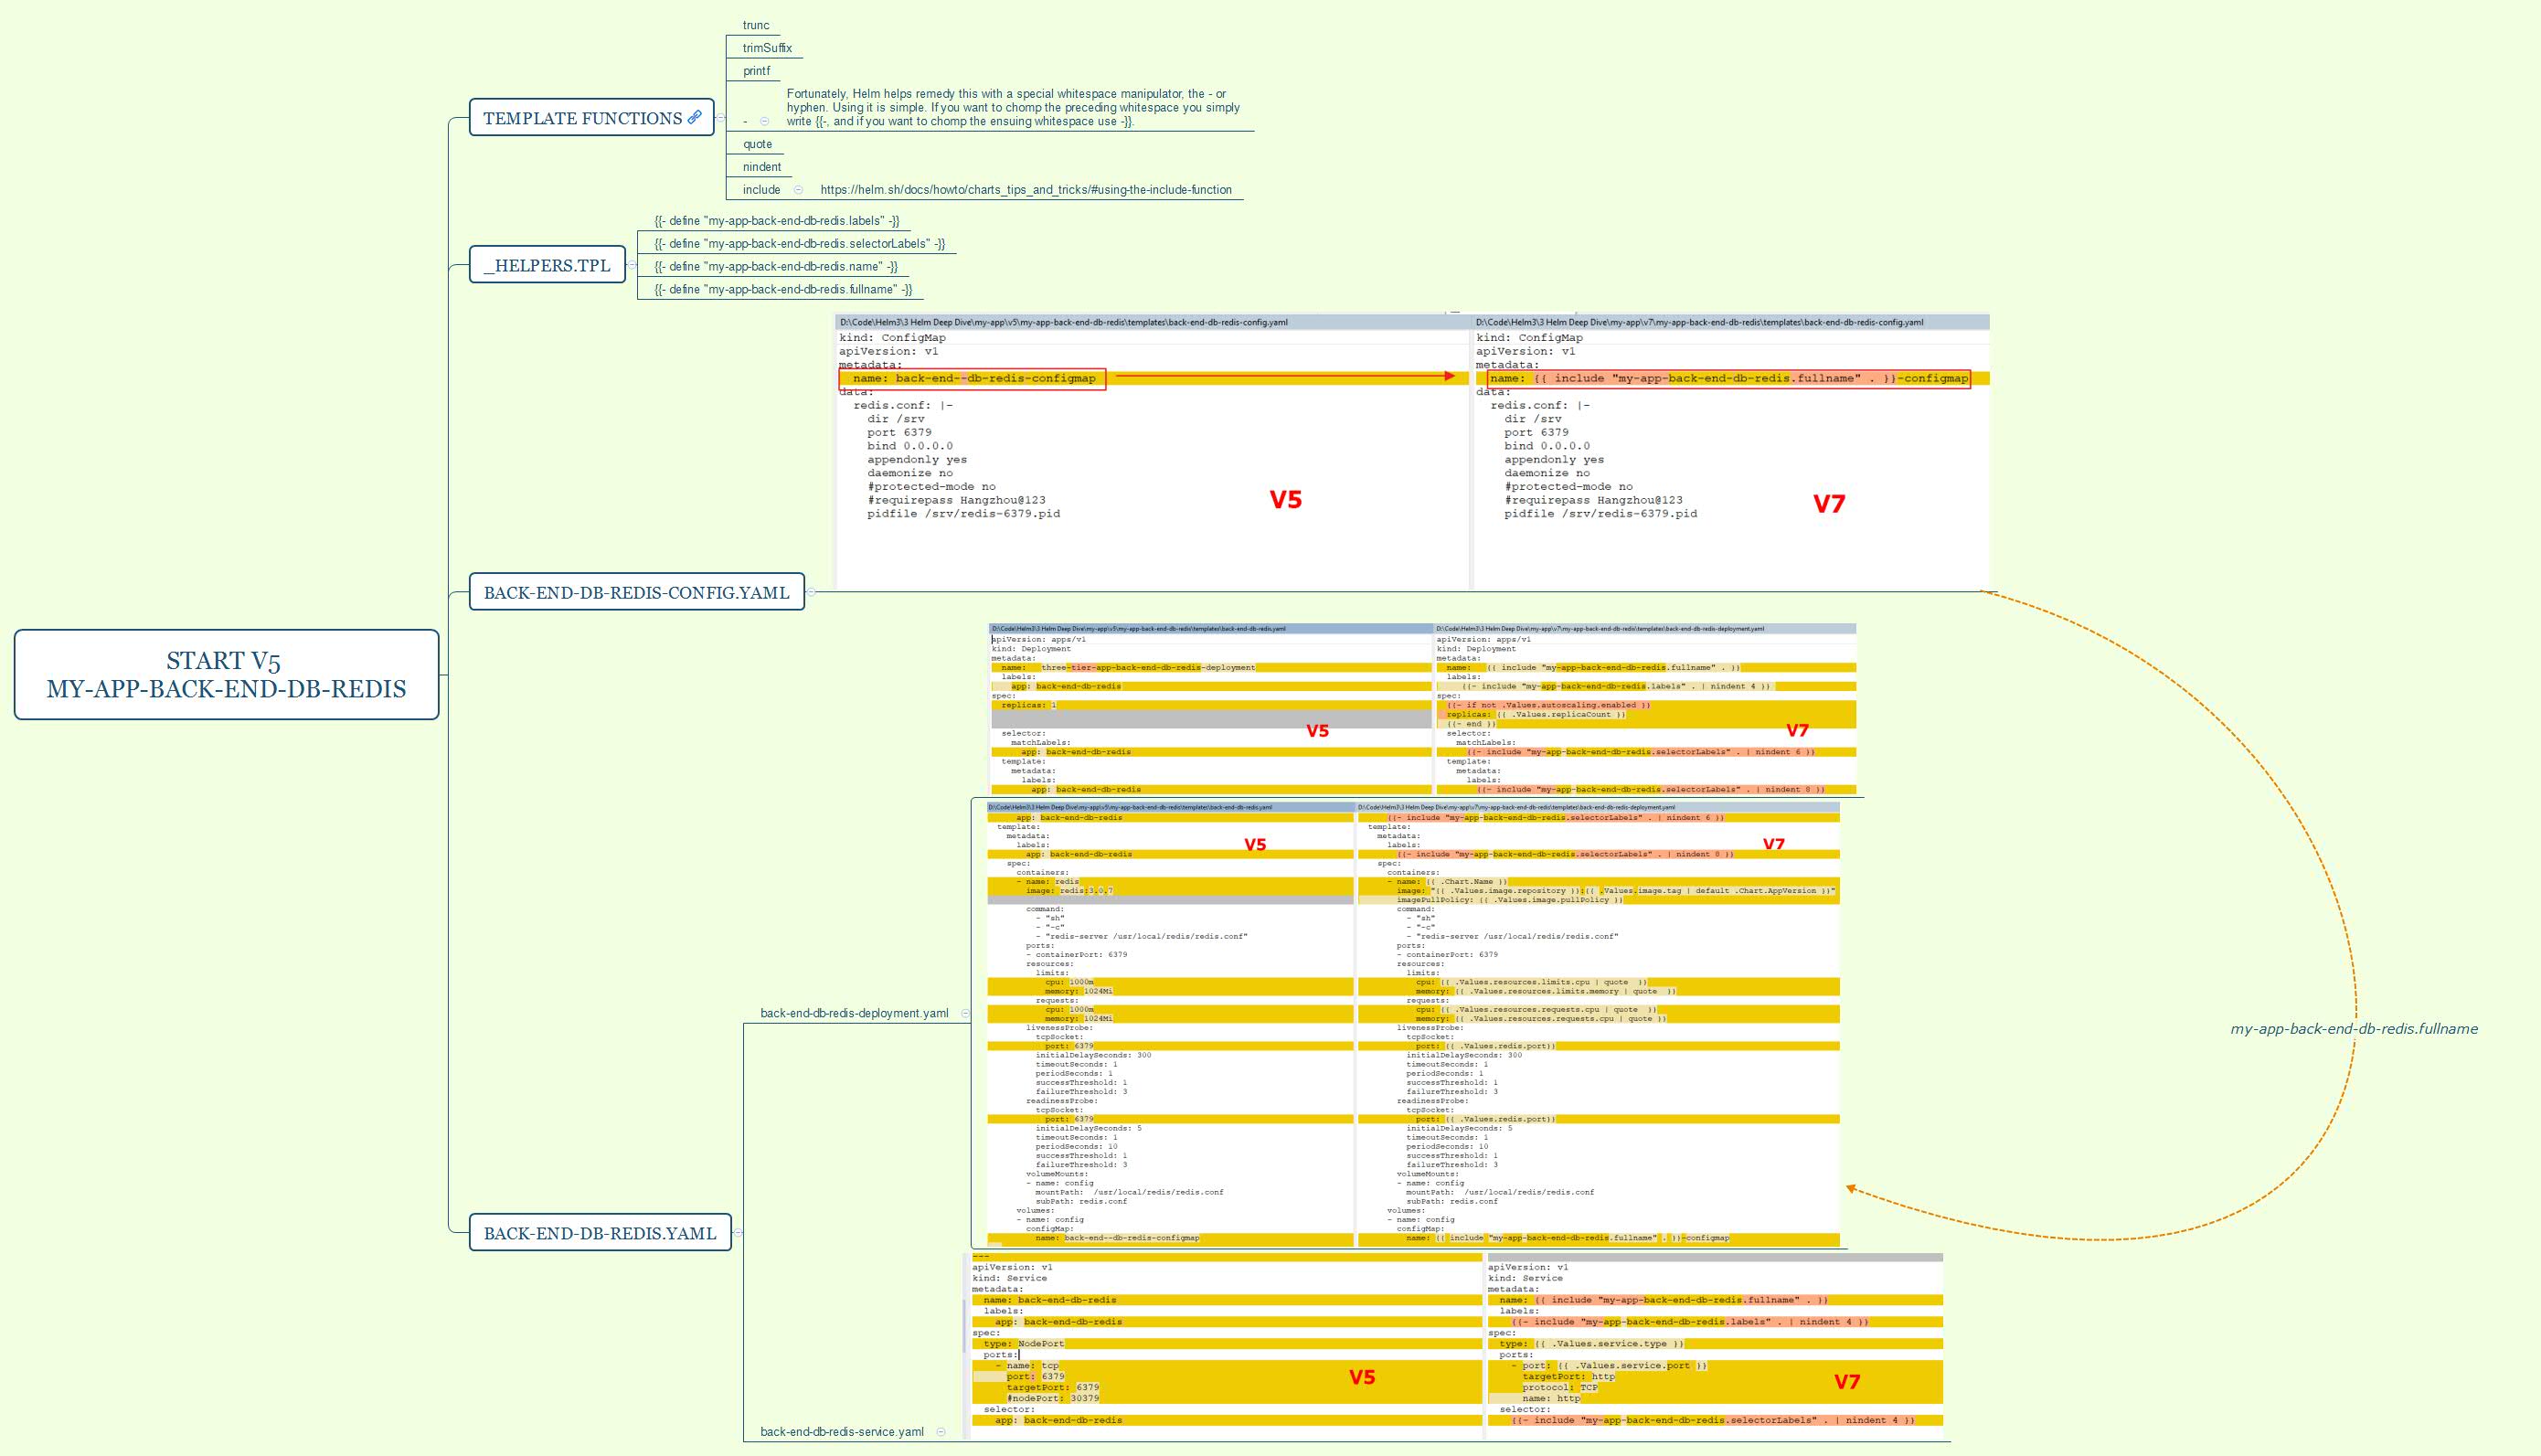 trunc
trimSuffix
printf
Fortunately, Helm helps remedy this with a special whitespace manipulator, the - or
hyphen. Using it is simple. If you want to chomp the preceding whitespace you simply
- write {{-, and if you want to chomp the ensuing whitespace use -}}.
TEMPLATE FUNCTIONS
quote
nindent
include https://helm.sh/docs/howto/charts_tips_and_tricks/#using-the-include-function
{{- define "my-app-back-end-db-redis.labels" -}}
{{- define "my-app-back-end-db-redis.selectorLabels" -}}
_HELPERS.TPL
{{- define "my-app-back-end-db-redis.name" -}}
{{- define "my-app-back-end-db-redis.fullname" -}}
D:\Code\Helm3\3 Helm Deep Dive\my-app\v5\my-app-back-end-db-redis\templates\back-end-db-redis-config.yaml
kind: ConfigMap
apiVersion: v1
metadata:
name: back-end--db-redis-configmap
data:
redis.conf: |-
dir /srv
port 6379
bind 0.0.0.0
appendonly yes
daemonize no
#protected-mode no
#requirepass Hangzhou@123
pidfile /srv/redis-6379.pid
V5
D:\Code\Helm3\3 Helm Deep Dive\my-app\v7\my-app-back-end-db-redis\templates\back-end-db-redis-config.yaml
kind: ConfigMap
apiVersion: v1
metadata:
name: {{ include "my-app-back-end-db-redis.fullname" . }}-configmap
data:
redis.conf: |-
dir /srv
port 6379
bind 0.0.0.0
appendonly yes
daemonize no
#protected-mode no
#requirepass Hangzhou@123
pidfile /srv/redis-6379.pid
V7
BACK-END-DB-REDIS-CONFIG.YAML
START V5
MY-APP-BACK-END-DB-REDIS
D:\Code\Helm3\3 Helm Deep Dive\my-app\v5\my-app-back-end-db-redis\templates\back-end-db-redis.yaml
apiVersion: apps/v1
kind: Deployment
metadata:
name: three-tier-app-back-end-db-redis-deployment
labels:
app: back-end-db-redis
spec:
replicas: 1
selector:
matchLabels:
app: back-end-db-redis
template:
metadata:
labels:
app: back-end-db-redis
V5
D:\Code\Helm3\3 Helm Deep Dive\my-app\v7\my-app-back-end-db-redis\templates\back-end-db-redis-deployment.yaml
apiVersion: apps/v1
kind: Deployment
metadata:
name: {{ include "my-app-back-end-db-redis.fullname" . }}
labels:
{{- include "my-app-back-end-db-redis.labels" . | nindent 4 }}
spec:
{{- if not .Values.autoscaling.enabled }}
replicas: {{ .Values.replicaCount }}
{{- end }}
selector:
matchLabels:
{{- include "my-app-back-end-db-redis.selectorLabels" . | nindent 6 }}
template:
metadata:
labels:
{{- include "my-app-back-end-db-redis.selectorLabels" . | nindent 8 }}
V7
D:\Code\Helm3\3 Helm Deep Dive\my-app\v5\my-app-back-end-db-redis\templates\back-end-db-redis.yaml
app: back-end-db-redis
template:
metadata:
labels:
app: back-end-db-redis
spec:
containers:
- name: redis
image: redis:3.0.7
command:
- "sh"
- "-c"
- "redis-server /usr/local/redis/redis.conf"
ports:
- containerPort: 6379
resources:
limits:
cpu: 1000m
memory: 1024Mi
requests:
cpu: 1000m
memory: 1024Mi
livenessProbe:
tcpSocket:
port: 6379
initialDelaySeconds: 300
timeoutSeconds: 1
periodSeconds: 1
successThreshold: 1
failureThreshold: 3
readinessProbe:
tcpSocket:
port: 6379
initialDelaySeconds: 5
timeoutSeconds: 1
periodSeconds: 10
successThreshold: 1
failureThreshold: 3
volumeMounts:
- name: config
mountPath: /usr/local/redis/redis.conf
subPath: redis.conf
volumes:
- name: config
configMap:
name: back-end--db-redis-configmap
V5
D:\Code\Helm3\3 Helm Deep Dive\my-app\v7\my-app-back-end-db-redis\templates\back-end-db-redis-deployment.yaml
{{- include "my-app-back-end-db-redis.selectorLabels" . | nindent 6 }}
template:
metadata:
labels:
{{- include "my-app-back-end-db-redis.selectorLabels" . | nindent 8 }}
spec:
containers:
- name: {{ .Chart.Name }}
image: "{{ .Values.image.repository }}:{{ .Values.image.tag | default .Chart.AppVersion }}"
imagePullPolicy: {{ .Values.image.pullPolicy }}
command:
- "sh"
- "-c"
- "redis-server /usr/local/redis/redis.conf"
ports:
- containerPort: 6379
resources:
limits:
cpu: {{ .Values.resources.limits.cpu | quote }}
memory: {{ .Values.resources.limits.memory | quote }}
requests:
cpu: {{ .Values.resources.requests.cpu | quote }}
memory: {{ .Values.resources.requests.cpu | quote }}
livenessProbe:
tcpSocket:
port: {{ .Values.redis.port}}
initialDelaySeconds: 300
timeoutSeconds: 1
periodSeconds: 1
successThreshold: 1
failureThreshold: 3
readinessProbe:
tcpSocket:
port: {{ .Values.redis.port}}
initialDelaySeconds: 5
timeoutSeconds: 1
periodSeconds: 10
successThreshold: 1
failureThreshold: 3
volumeMounts:
- name: config
mountPath: /usr/local/redis/redis.conf
subPath: redis.conf
volumes:
- name: config
configMap:
name: {{ include "my-app-back-end-db-redis.fullname" . }}-configmap
V7
back-end-db-redis-deployment.yaml
my-app-back-end-db-redis.fullname
BACK-END-DB-REDIS.YAML
---
apiVersion: v1
kind: Service
metadata:
name: back-end-db-redis
labels:
app: back-end-db-redis
spec:
type: NodePort
ports:
- name: tcp
port: 6379
targetPort: 6379
#nodePort: 30379
selector:
app: back-end-db-redis
V5
apiVersion: v1
kind: Service
metadata:
name: {{ include "my-app-back-end-db-redis.fullname" . }}
labels:
{{- include "my-app-back-end-db-redis.labels" . | nindent 4 }}
spec:
type: {{ .Values.service.type }}
ports:
- port: {{ .Values.service.port }}
targetPort: http
protocol: TCP
name: http
selector:
{{- include "my-app-back-end-db-redis.selectorLabels" . | nindent 4 }}
V7
back-end-db-redis-service.yaml